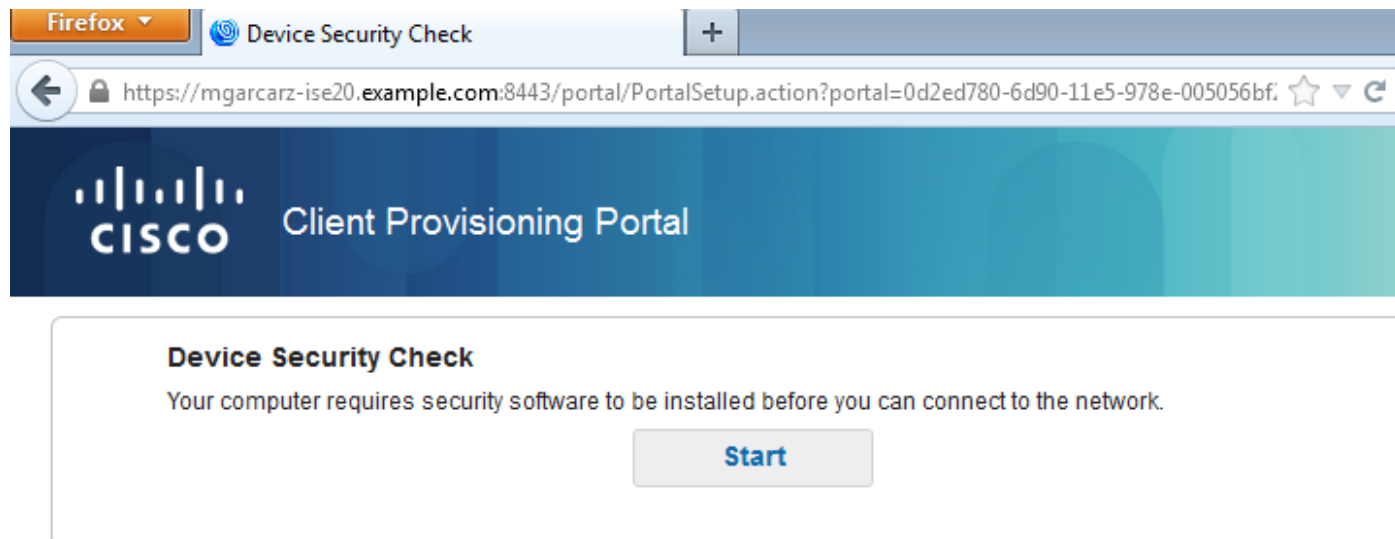 Firefox
Device Security Check
https://mgarcarz-ise20.example.com:8443/portal/PortalSetup.action?portal=0d2ed780-6d90-11e5-978e-005056bf
CISCO
Client Provisioning Portal
Device Security Check
Your computer requires security software to be installed before you can connect to the network.
Start